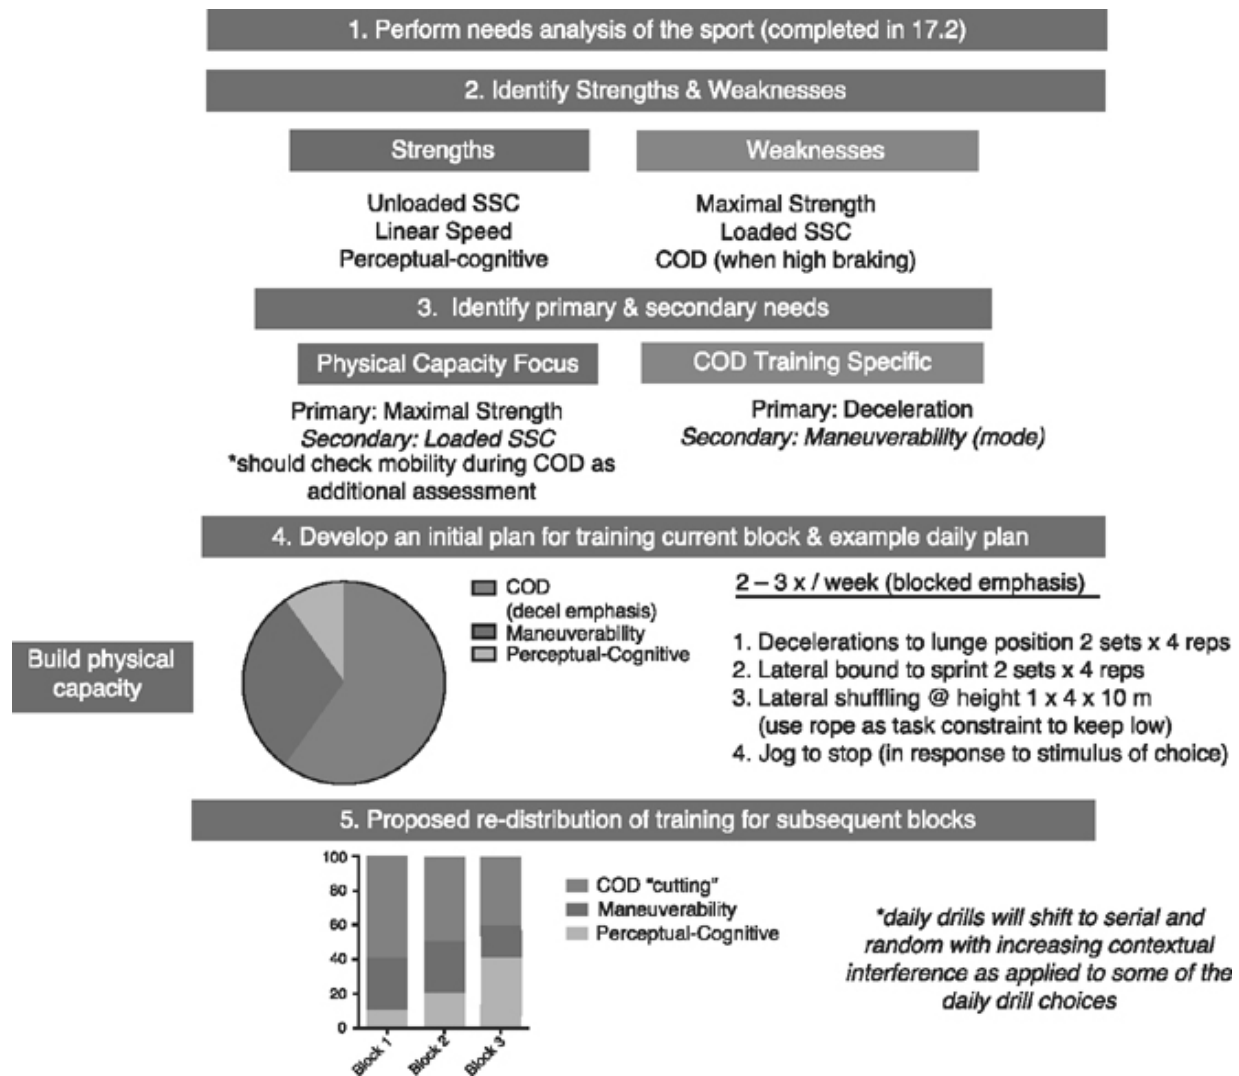 1. Perform needs analysis of the sport (completed in 17.2)
2. Identify Strengths & Weaknesses
Strengths
Weaknesses
Unloaded SSC
Linear Speed
Perceptual-cognitive
Maximal Strength
Loaded SSC
COD (when high braking)
3. Identify primary & secondary needs
Physical Capacity Focus
COD Training Specific
Primary: Maximal Strength
Secondary: Loaded SSC
*should check mobility during COD as
additional assessment
Primary: Deceleration
Secondary: Maneuverability (mode)
4. Develop an initial plan for training current block & example daily plan
Build physical
capacity
COD
(decel emphasis)
Maneuverability
Perceptual-Cognitive
2 – 3 x / week (blocked emphasis)
1. Decelerations to lunge position 2 sets x 4 reps
2. Lateral bound to sprint 2 sets x 4 reps
3. Lateral shuffling @ height 1 x 4 x 10 m
(use rope as task constraint to keep low)
4. Jog to stop (in response to stimulus of choice)
5. Proposed re-distribution of training for subsequent blocks
100
80
60
40
20
0
Block 1
Block 2
Block 3
COD "cutting"
Maneuverability
Perceptual-Cognitive
*daily drills will shift to serial and
random with increasing contextual
interference as applied to some of the
daily drill choices